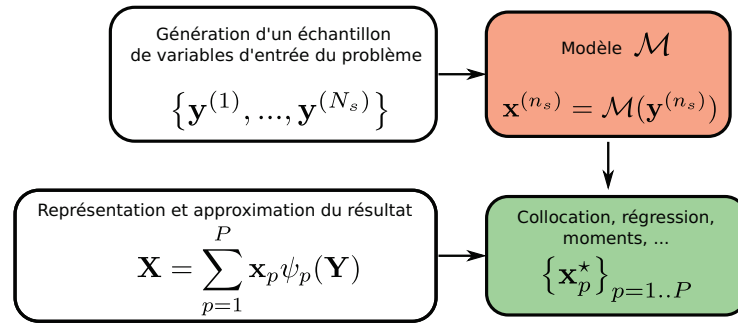 Génération d'un échantillon
de variables d'entrée du problème
{y^(1), ..., y^(N_s)}
Modèle ℳ
x^(n_s) = ℳ(y^(n_s))
Représentation et approximation du résultat
X = ∑_{p=1}^{P} x_p ψ_p(Y)
Collocation, régression,
moments, ...
{x_p^⋆}_{p=1..P}